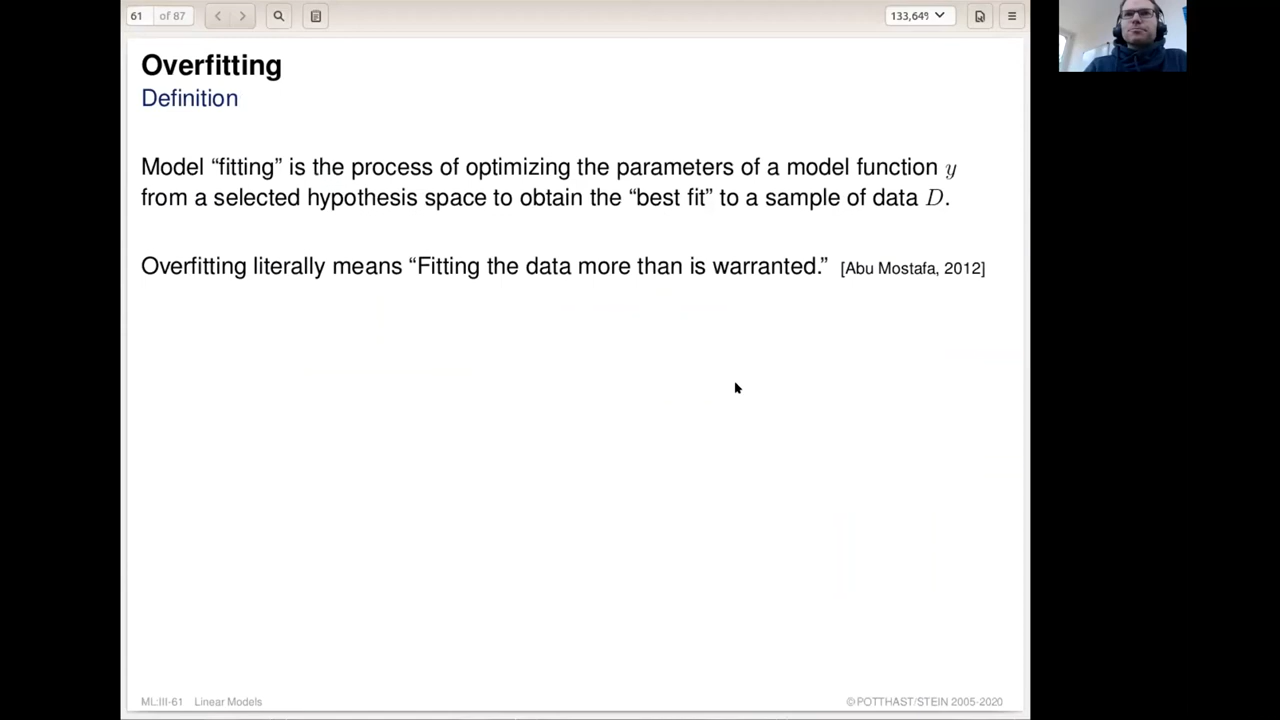 61 of 87
133,64%
Overfitting
Definition
Model “fitting” is the process of optimizing the parameters of a model function y
from a selected hypothesis space to obtain the “best fit” to a sample of data D.
Overfitting literally means “Fitting the data more than is warranted.” [Abu Mostafa, 2012]
ML:III-61 Linear Models
© POTTHAST/STEIN 2005-2020